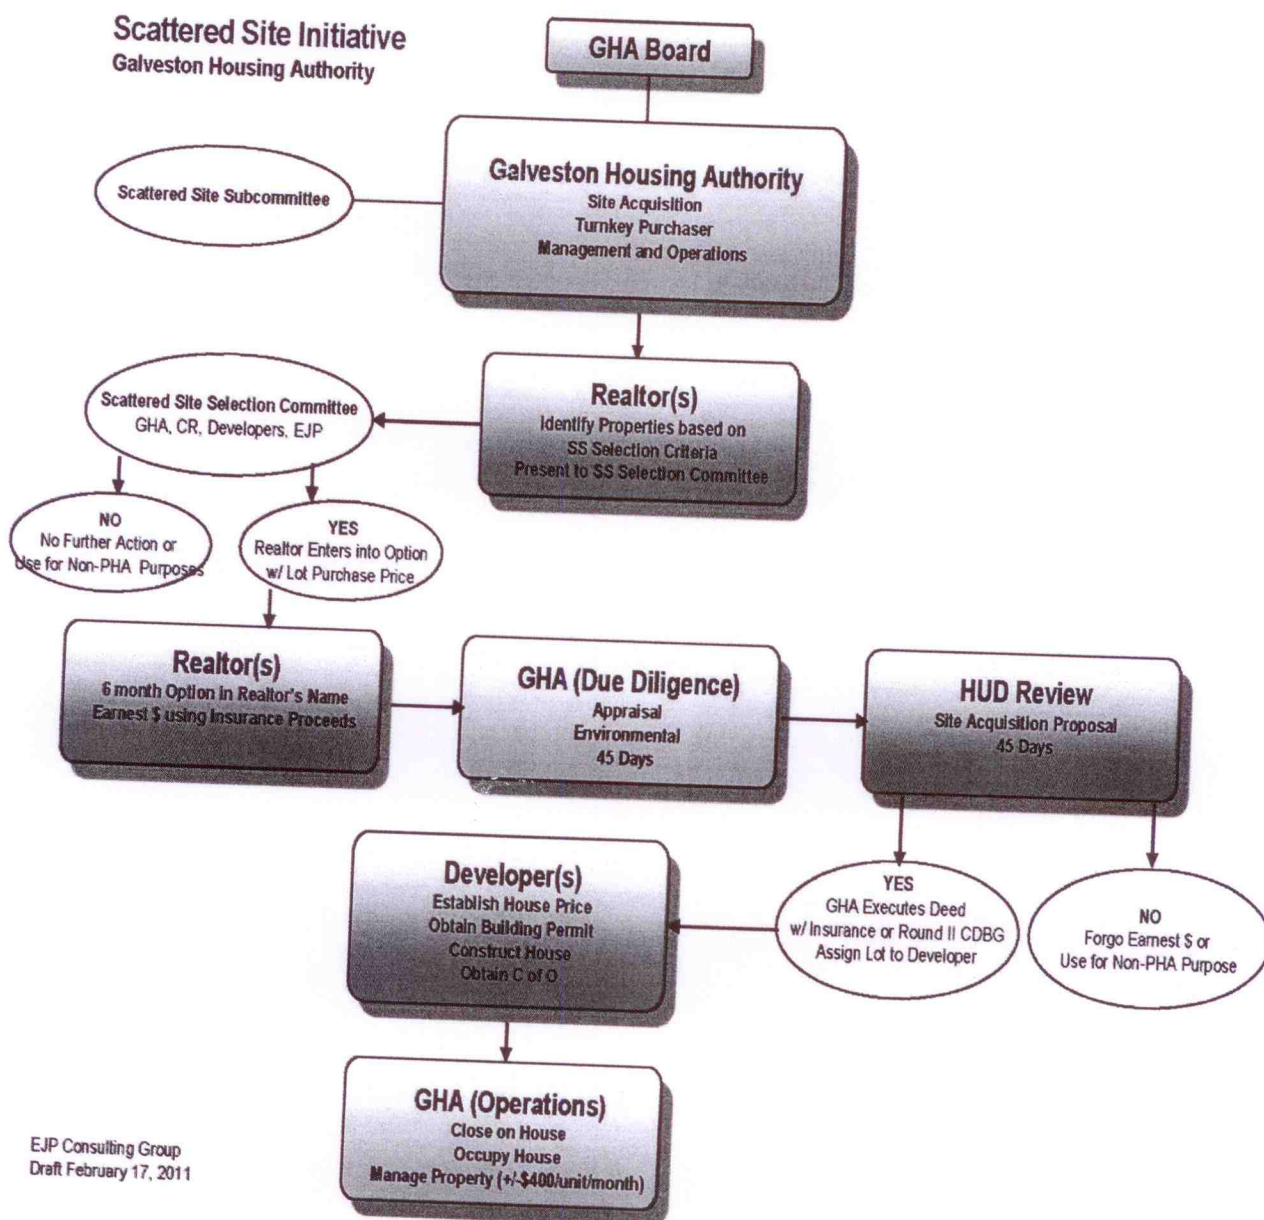 Scattered Site Initiative
Galveston Housing Authority
GHA Board
Galveston Housing Authority
Site Acquisition
Turnkey Purchaser
Management and Operations
Scattered Site Subcommittee
Realtor(s)
Identify Properties based on
SS Selection Criteria
Present to SS Selection Committee
Scattered Site Selection Committee
GHA, CR, Developers, EJP
NO
No Further Action or
Use for Non-PHA Purposes
YES
Realtor Enters into Option
w/ Lot Purchase Price
Realtor(s)
6 month Option in Realtor's Name
Earnest $ using Insurance Proceeds
GHA (Due Diligence)
Appraisal
Environmental
45 Days
HUD Review
Site Acquisition Proposal
45 Days
YES
GHA Executes Deed
w/ Insurance or Round II CDBG
Assign Lot to Developer
NO
Forgo Earnest $ or
Use for Non-PHA Purpose
Developer(s)
Establish House Price
Obtain Building Permit
Construct House
Obtain C of O
GHA (Operations)
Close on House
Occupy House
Manage Property (+/-$400/unit/month)
EJP Consulting Group
Draft February 17, 2011